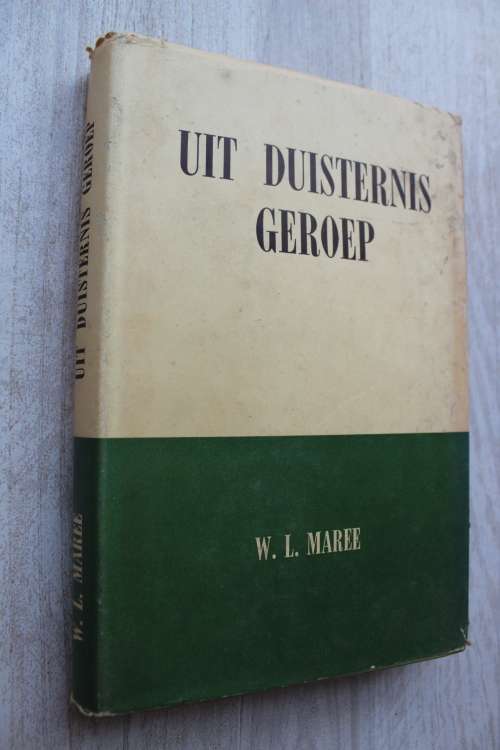 UIT DUISTERNIS
GEROEP
W. L. MAREE
UIT DUISTERNIS GEROEP
W. L. MAREE